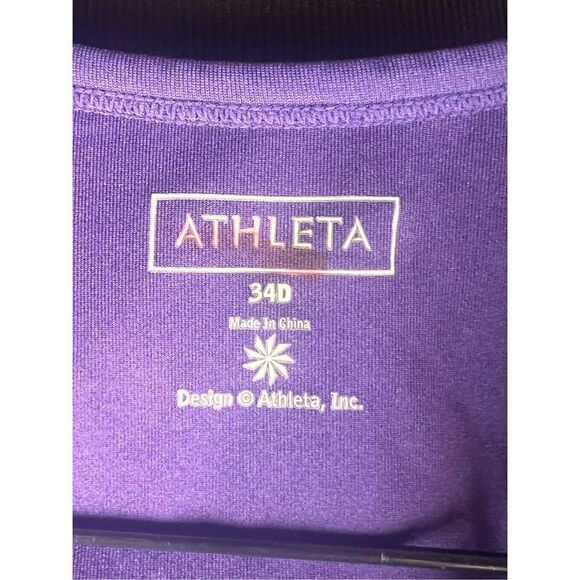 ATHLETA
34D
Made In China
Design © Athleta, Inc.